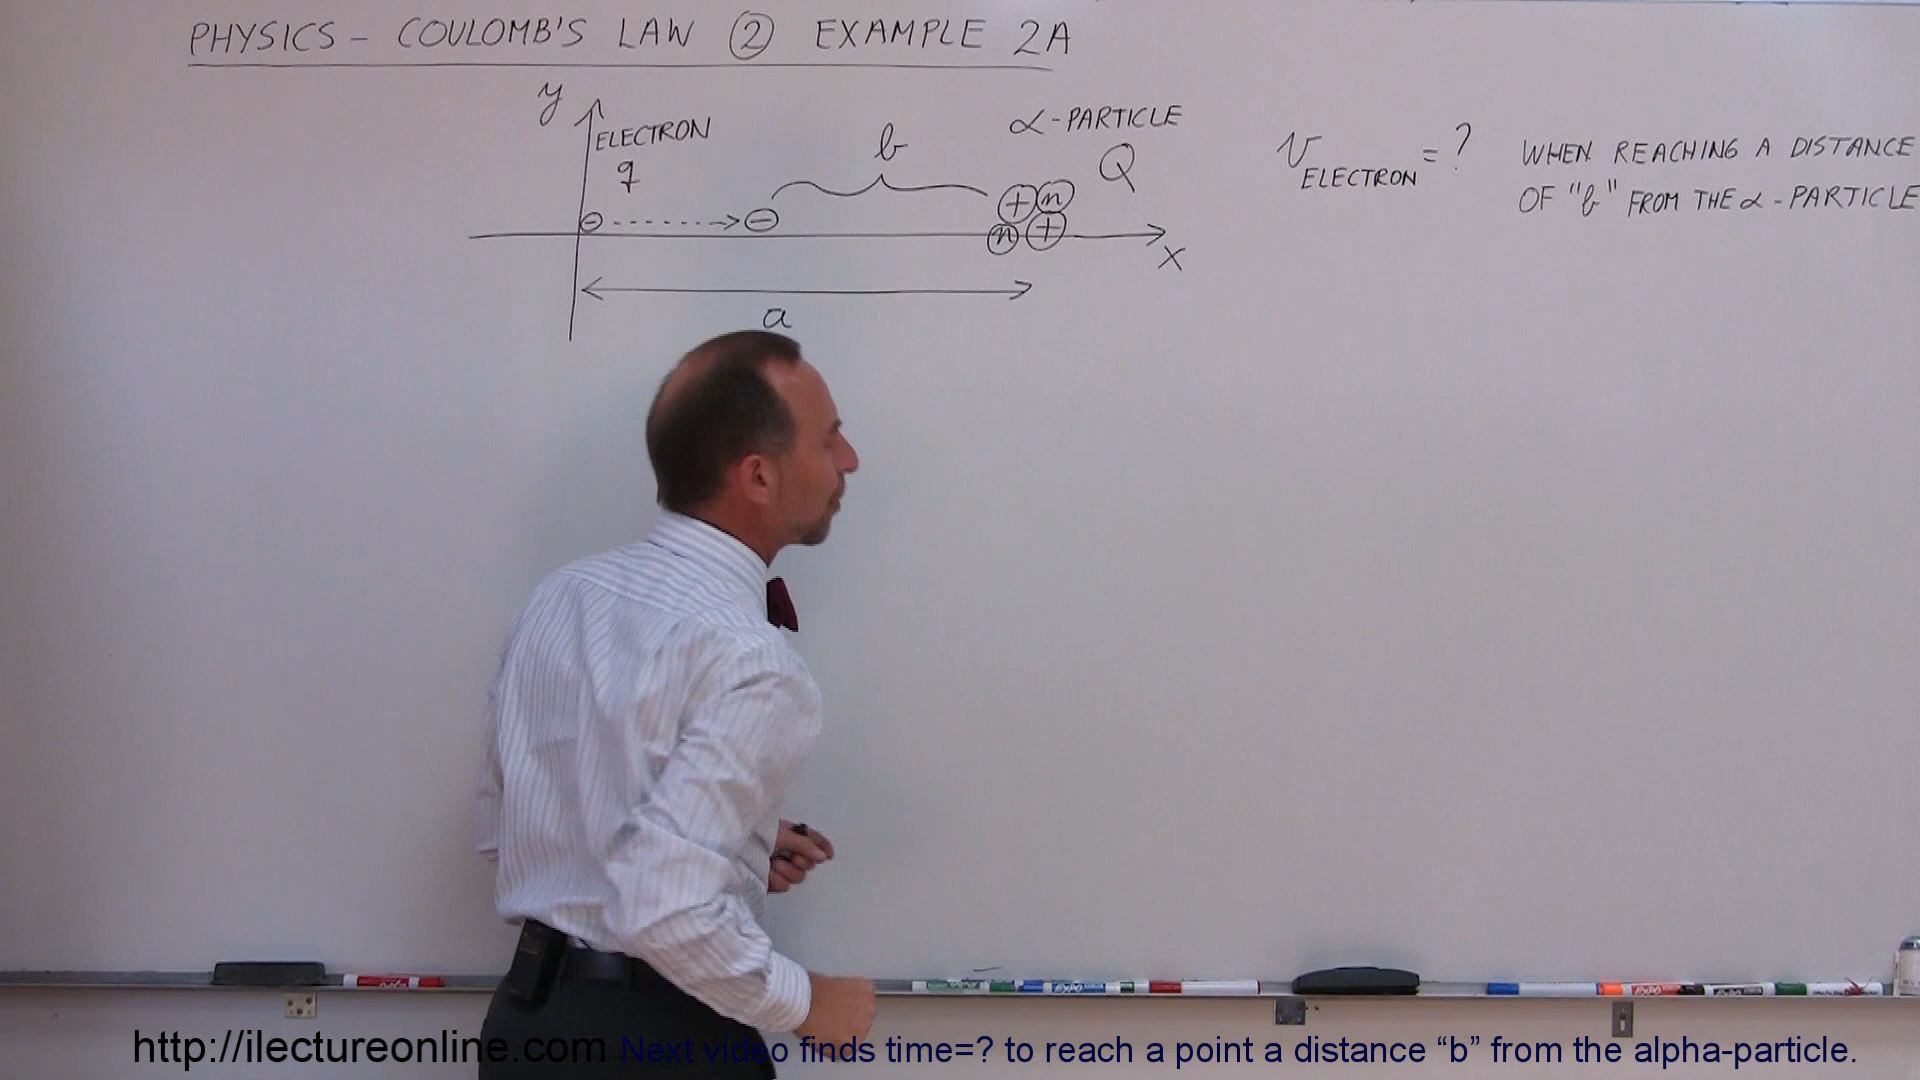 PHYSICS - COULOMB'S LAW ② EXAMPLE 2A
y
ELECTRON
q
b
α-PARTICLE
Q
- - + n n +
x
a
v ELECTRON = ?
WHEN REACHING A DISTANCE
OF "b" FROM THE α-PARTICLE
http://ilectureonline.com Next video finds time=? to reach a point a distance “b” from the alpha-particle.